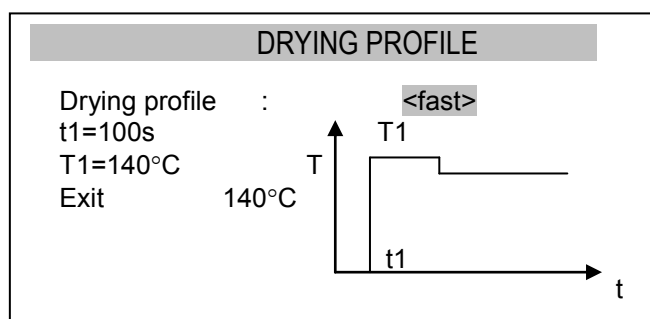 DRYING PROFILE
Drying profile : <fast>
t1=100s
T1
T1=140°C
T
Exit
140°C
t1
t